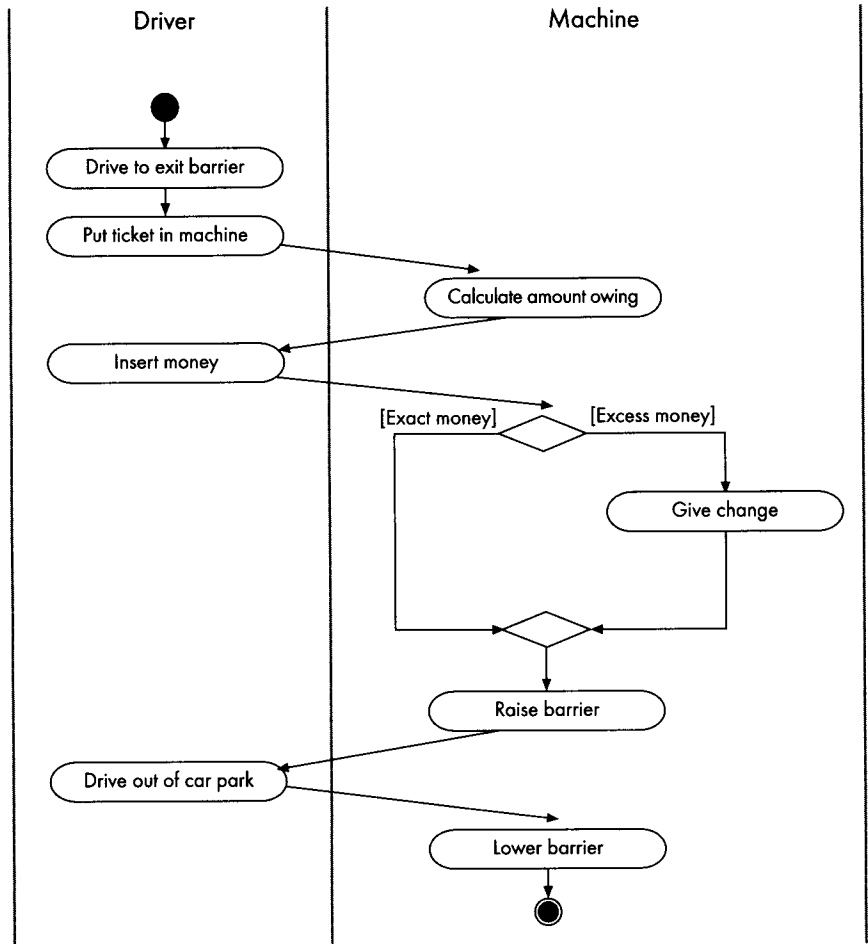 Driver
Machine
Drive to exit barrier
Put ticket in machine
Calculate amount owing
Insert money
[Exact money]
[Excess money]
Give change
Raise barrier
Drive out of car park
Lower barrier